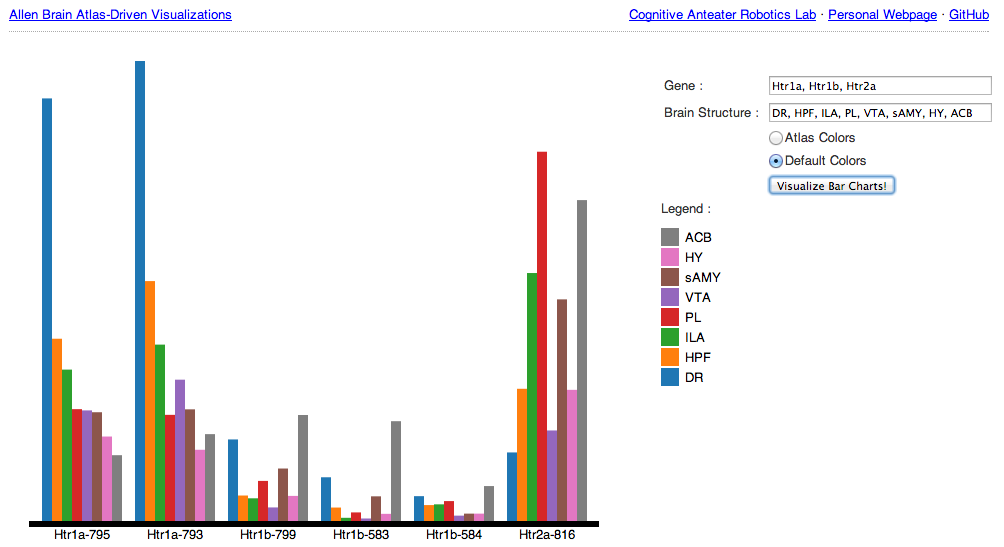 Allen Brain Atlas-Driven Visualizations
Cognitive Anteater Robotics Lab · Personal Webpage · GitHub
Gene : Htr1a, Htr1b, Htr2a
Brain Structure : DR, HPF, ILA, PL, VTA, sAMY, HY, ACB
Atlas Colors
Default Colors
Visualize Bar Charts!
Legend :
ACB
HY
sAMY
VTA
PL
ILA
HPF
DR
Htr1a-795 Htr1a-793 Htr1b-799 Htr1b-583 Htr1b-584 Htr2a-816